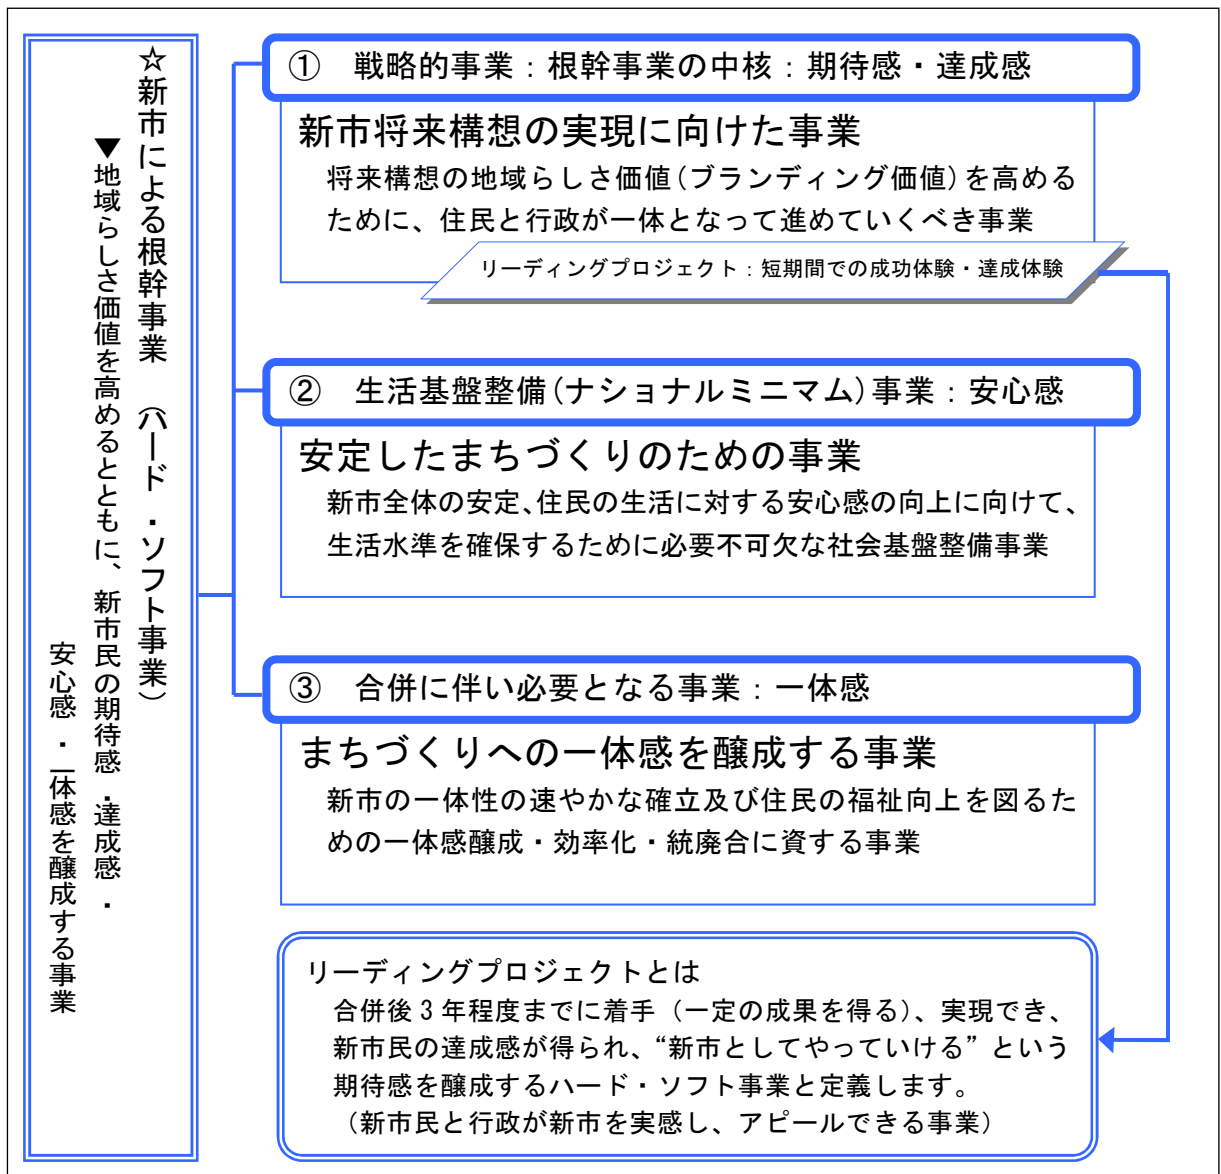 ☆新市による根幹事業 (ハード・ソフト事業)
▼地域らしさ価値を高めるとともに、新市民の期待感・達成感・
安心感・一体感を醸成する事業
① 戦略的事業：根幹事業の中核：期待感・達成感
新市将来構想の実現に向けた事業
将来構想の地域らしさ価値(ブランディング価値)を高める
ために、住民と行政が一体となって進めていくべき事業
リーディングプロジェクト：短期間での成功体験・達成体験
② 生活基盤整備(ナショナルミニマム)事業：安心感
安定したまちづくりのための事業
新市全体の安定、住民の生活に対する安心感の向上に向けて、
生活水準を確保するために必要不可欠な社会基盤整備事業
③ 合併に伴い必要となる事業：一体感
まちづくりへの一体感を醸成する事業
新市の一体性の速やかな確立及び住民の福祉向上を図るた
めの一体感醸成・効率化・統廃合に資する事業
リーディングプロジェクトとは
合併後３年程度までに着手（一定の成果を得る）、実現でき、
新市民の達成感が得られ、“新市としてやっていける”という
期待感を醸成するハード・ソフト事業と定義します。
（新市民と行政が新市を実感し、アピールできる事業）